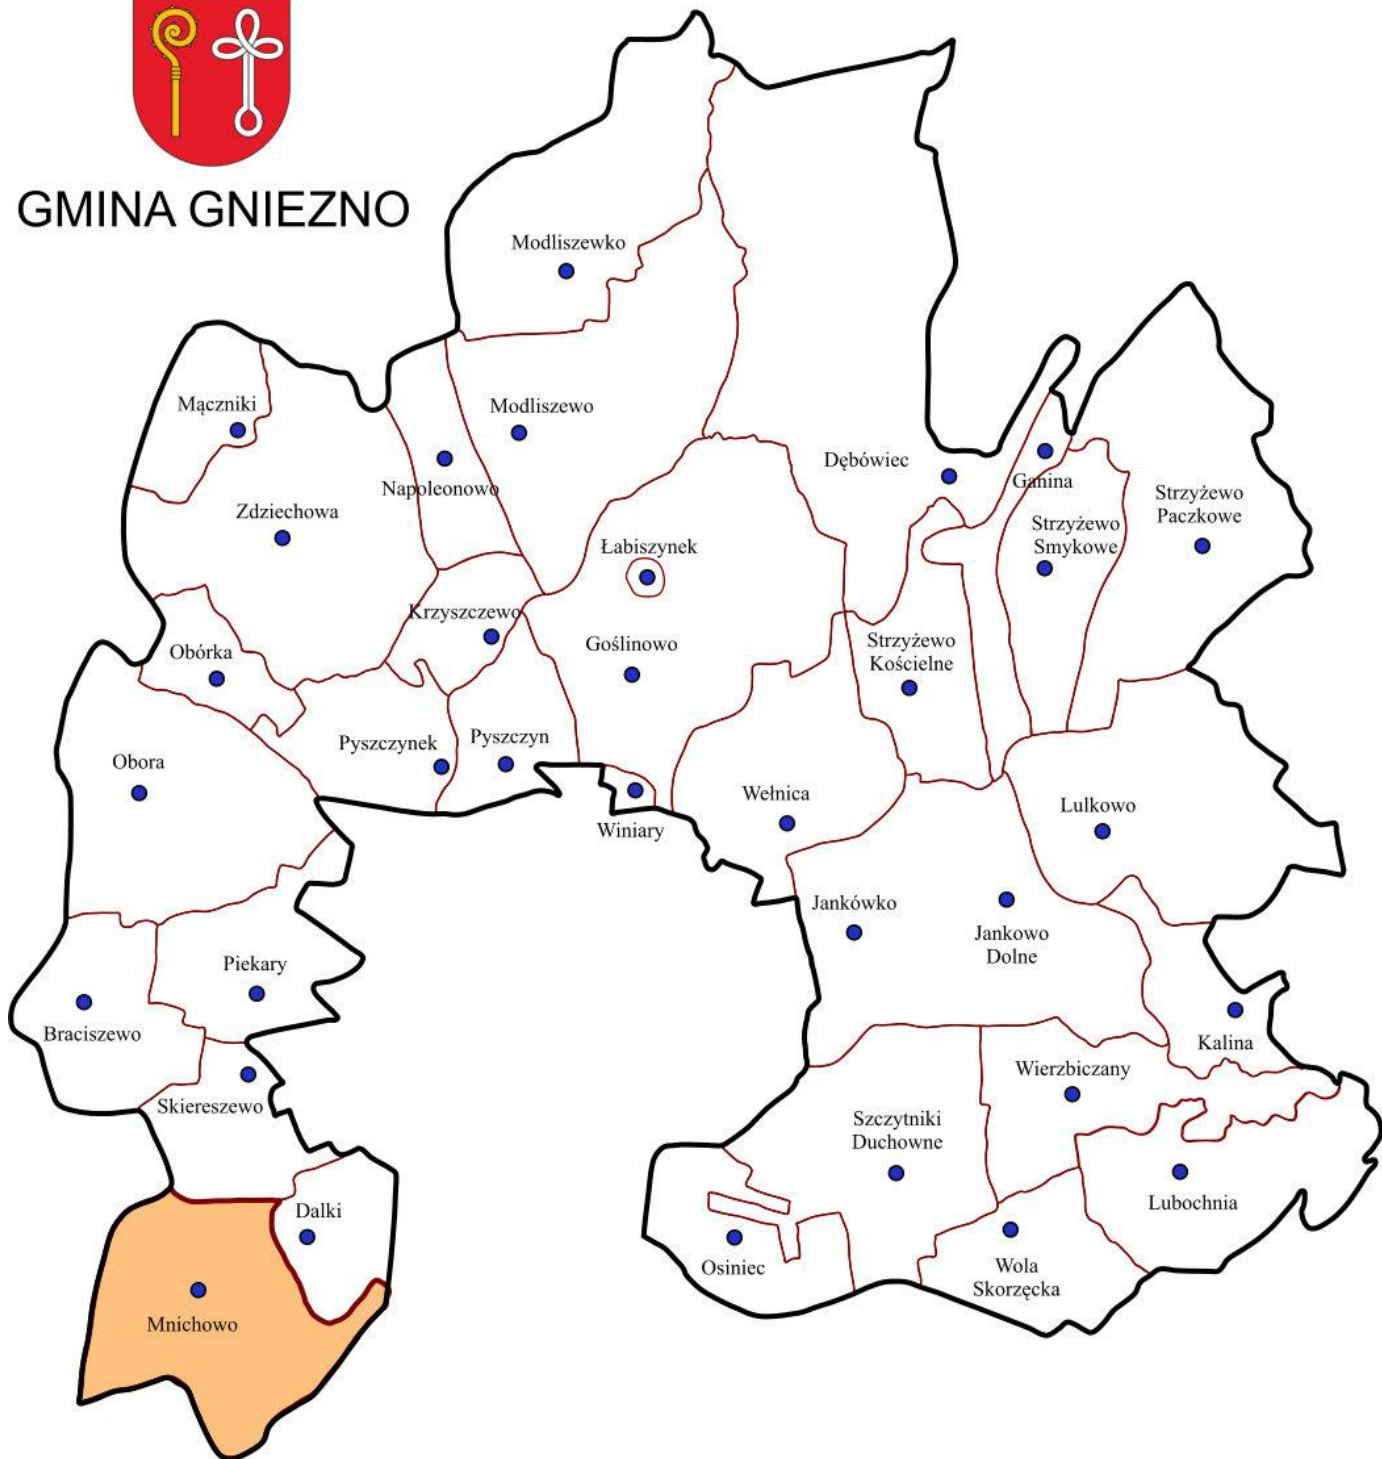 GMINA GNIEZNO
Modliszewko
Mączniki
Modliszewo
Napoleonowo
Dębówiec
Ganina
Strzyżewo
Paczkowe
Zdziechowa
Strzyżewo
Smykowe
Łabiszynek
Krzyszczewo
Obórka
Goślinowo
Strzyżewo
Kościelne
Pyszczynek
Pyszczyn
Obora
Wełnica
Lulkowo
Winiary
Jankówko
Jankowo
Dolne
Piekary
Braciszewo
Kalina
Wierzbiczany
Skiereszewo
Szczytniki
Duchowne
Lubochnia
Dalki
Osiniec
Wola
Skorzęcka
Mnichowo